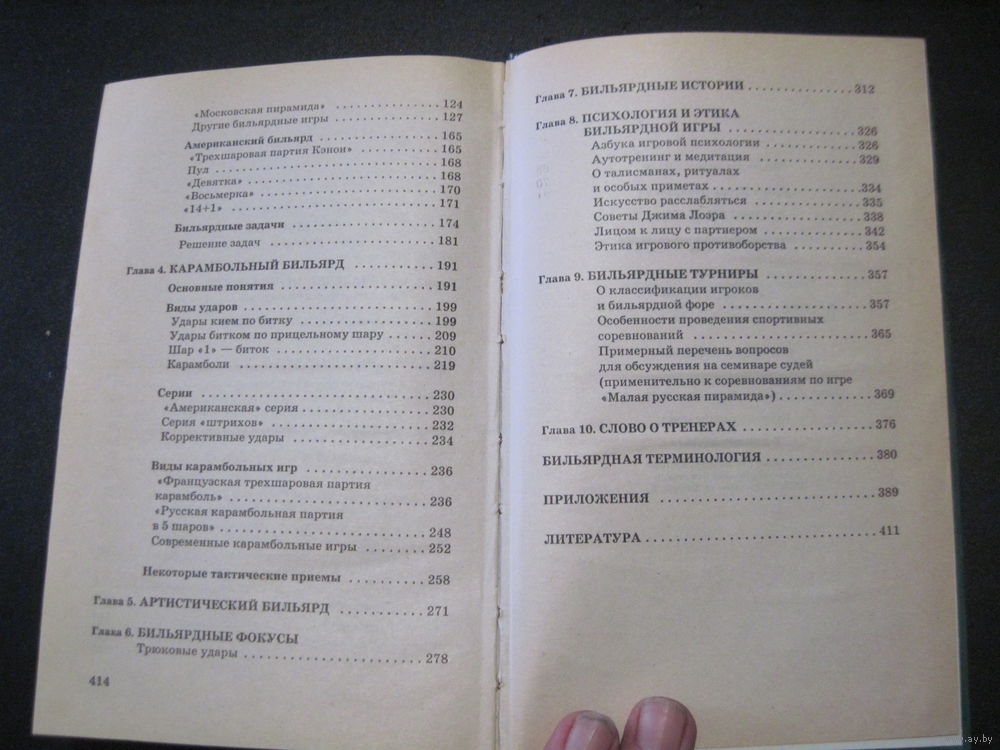 «Московская пирамида» ............ 124
Другие бильярдные игры ............ 127
Американский бильярд ............ 165
«Трехшаровая партия Кэнон» ............ 165
Пул ............ 168
«Девятка» ............ 168
«Восьмерка» ............ 170
«14+1» ............ 171
Бильярдные задачи ............ 174
Решение задач ............ 181
Глава 4. КАРАМБОЛЬНЫЙ БИЛЬЯРД ............ 191
Основные понятия ............ 191
Виды ударов ............ 199
Удары кием по битку ............ 199
Удары битком по прицельному шару ............ 209
Шар «1» — биток ............ 210
Карамболи ............ 219
Серии ............ 230
«Американская» серия ............ 230
Серия «штрихов» ............ 232
Коррективные удары ............ 234
Виды карамбольных игр ............ 236
«Французская трехшаровая партия
карамболь» ............ 236
«Русская карамбольная партия
в 5 шаров» ............ 248
Современные карамбольные игры ............ 252
Некоторые тактические приемы ............ 258
Глава 5. АРТИСТИЧЕСКИЙ БИЛЬЯРД ............ 271
Глава 6. БИЛЬЯРДНЫЕ ФОКУСЫ
Трюковые удары ............ 278
414
Глава 7. БИЛЬЯРДНЫЕ ИСТОРИИ ............ 312
Глава 8. ПСИХОЛОГИЯ И ЭТИКА
БИЛЬЯРДНОЙ ИГРЫ ............ 326
Азбука игровой психологии ............ 326
Аутотренинг и медитация ............ 329
О талисманах, ритуалах
и особых приметах ............ 334
Искусство расслабляться ............ 335
Советы Джима Лоэра ............ 338
Лицом к лицу с партнером ............ 342
Этика игрового противоборства ............ 354
Глава 9. БИЛЬЯРДНЫЕ ТУРНИРЫ ............ 357
О классификации игроков
и бильярдной форе ............ 357
Особенности проведения спортивных
соревнований ............ 365
Примерный перечень вопросов
для обсуждения на семинаре судей
(применительно к соревнованиям по игре
«Малая русская пирамида») ............ 369
Глава 10. СЛОВО О ТРЕНЕРАХ ............ 376
БИЛЬЯРДНАЯ ТЕРМИНОЛОГИЯ ............ 380
ПРИЛОЖЕНИЯ ............ 389
ЛИТЕРАТУРА ............ 411
www.ay.by